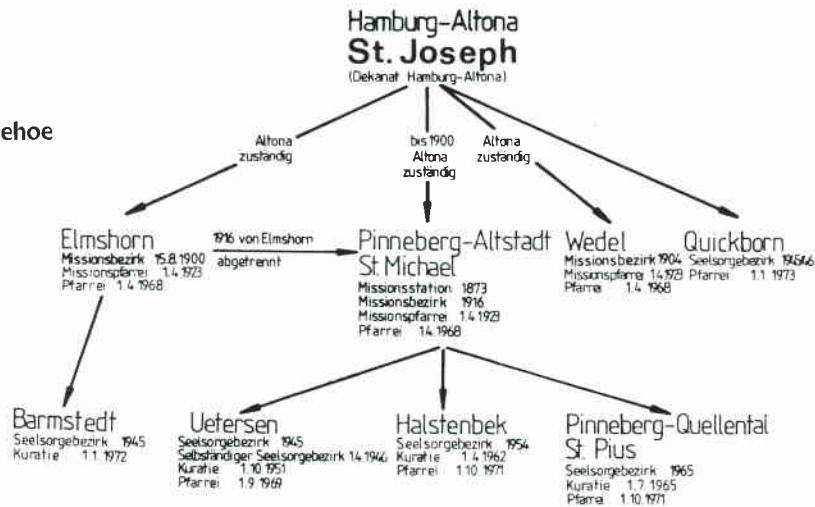 Hamburg-Altona
St. Joseph
(Dekanat Hamburg-Altona)
ehoe
Altona
zuständig
bis 1900
Altona
zuständig
Altona
zuständig
Elmshorn
Missionsbezirk 15.8.1900
Missionspfarrei 1.4.1923
Pfarrei 1.4.1968
1916 von Elmshorn
abgetrennt
Pinneberg-Altstadt
St. Michael
Missionsstation 1873
Missionsbezirk 1916
Missionspfarrei 1.4.1923
Pfarrei 1.4.1968
Wedel
Missionsbezirk 1904
Missionspfarrei 1.4.1923
Pfarrei 1.4.1968
Quickborn
Seelsorgebezirk 1945/46
Pfarrei 1.1.1973
Barmstedt
Seelsorgebezirk 1945
Kuratie 1.1.1972
Uetersen
Seelsorgebezirk 1945
Selbständiger Seelsorgebezirk 1.4.1946
Kuratie 1.10.1951
Pfarrei 1.9.1969
Halstenbek
Seelsorgebezirk 1954
Kuratie 1.4.1962
Pfarrei 1.10.1971
Pinneberg-Quellental
St. Pius
Seelsorgebezirk 1965
Kuratie 1.7.1965
Pfarrei 1.10.1971